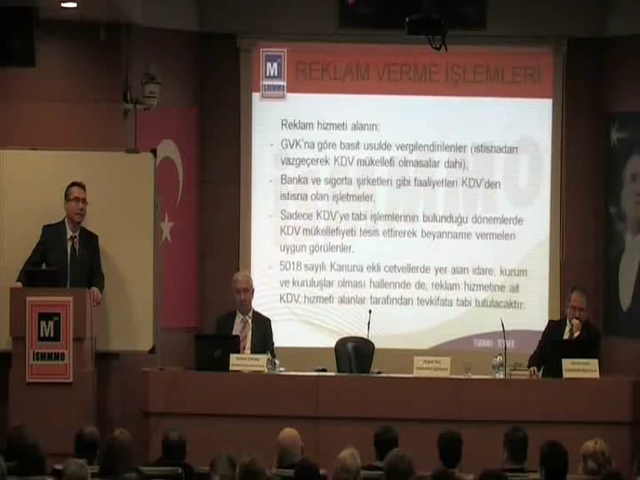 REKLAM VERME İŞLEMLERİ
M
ISMMMO
Reklam hizmeti alanın;
- GVK'na göre basit usulde vergilendirilenler (istisnadan
vazgeçerek KDV mükellefi olmasalar dahi),
- Banka ve sigorta şirketleri gibi faaliyetleri KDV'den
istisna olan işletmeler,
- Sadece KDV'ye tabi işlemlerinin bulunduğu dönemlerde
KDV mükellefiyeti tesis ettirerek beyanname vermeleri
uygun görülenler.
- 5018 sayılı Kanuna ekli cetvellerde yer alan idare, kurum
ve kuruluşlar olması hallerinde, reklam hizmetine ait
KDV, hizmeti alanlar tarafından tevkifata tabi tutulacaktır.
M
ISMMMO